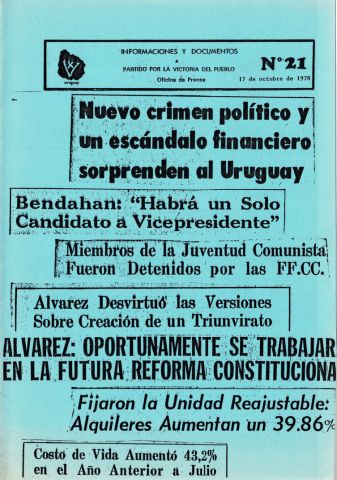 uruguay
INFORMACIONES Y DOCUMENTOS
PARTIDO POR LA VICTORIA DEL PUEBLO
Oficina de Prensa
N°21
17 de octubre de 1978
Nuevo crimen político y
un escándalo financiero
sorprenden al Uruguay
Bendahan: “Habrá un Solo
Candidato a Vicepresidente”
Miembros de la Juventud Comunista
Fueron Detenidos por las FF.CC.
Alvarez Desvirtuó las Versiones
Sobre Creación de un Triunvirato
ALVAREZ: OPORTUNAMENTE SE TRABAJAR
EN LA FUTURA REFORMA CONSTITUCIONA
Fijaron la Unidad Reajustable:
Alquileres Aumentan un 39.86%
Costo de Vida Aumentó 43,2%
en el Año Anterior a Julio